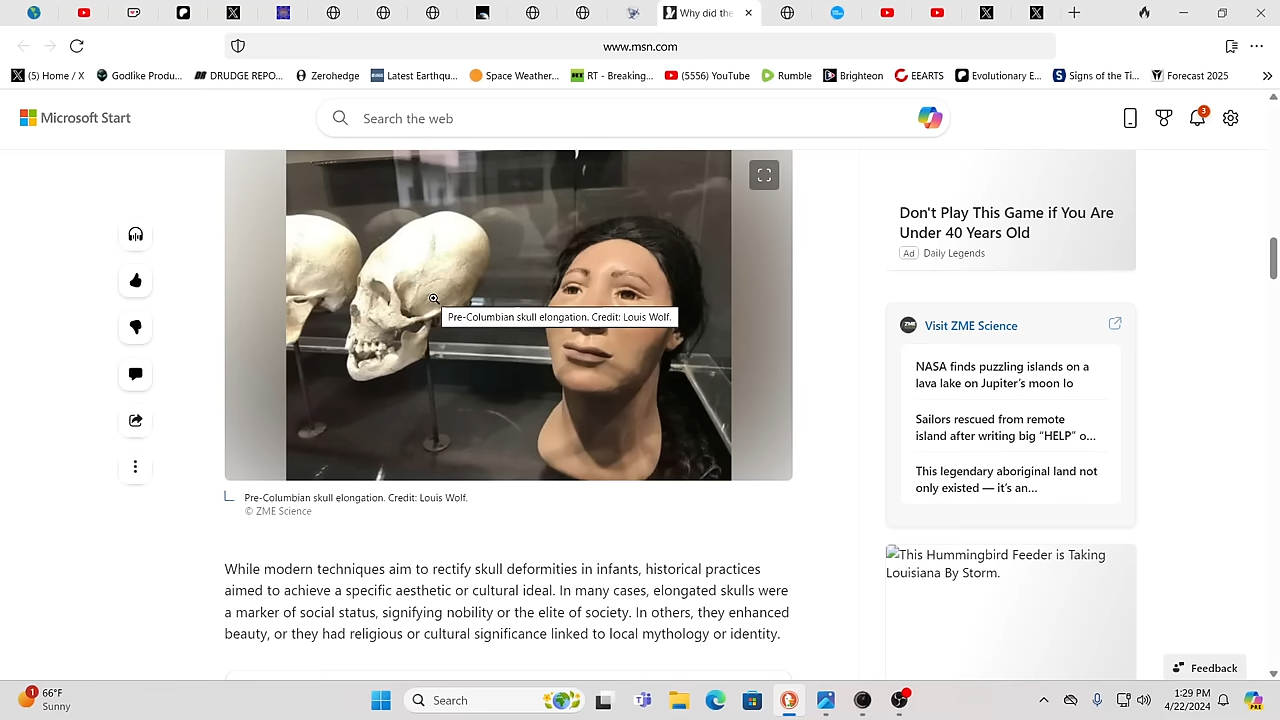 Why did the
www.msn.com
(5) Home / X
Godlike Produ...
DRUDGE REPO...
Zerohedge
Latest Earthqu...
Space Weather...
RT - Breaking...
(5556) YouTube
Rumble
Brighteon
EEARTS
Evolutionary E...
Signs of the Ti...
Forecast 2025
Microsoft Start
Search the web
3
Pre-Columbian skull elongation. Credit: Louis Wolf.
Pre-Columbian skull elongation. Credit: Louis Wolf.
© ZME Science
While modern techniques aim to rectify skull deformities in infants, historical practices
aimed to achieve a specific aesthetic or cultural ideal. In many cases, elongated skulls were
a marker of social status, signifying nobility or the elite of society. In others, they enhanced
beauty, or they had religious or cultural significance linked to local mythology or identity.
Don't Play This Game if You Are
Under 40 Years Old
Ad Daily Legends
ZME
Visit ZME Science
NASA finds puzzling islands on a
lava lake on Jupiter's moon Io
Sailors rescued from remote
island after writing big “HELP” o...
This legendary aboriginal land not
only existed — it's an...
This Hummingbird Feeder is Taking
Louisiana By Storm.
Feedback
1
66°F
Sunny
Search
1:29 PM
4/22/2024
PRE